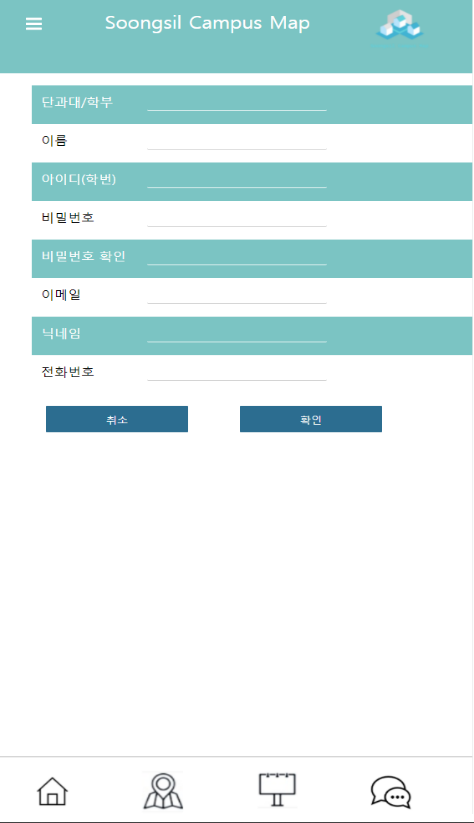 Soongsil Campus Map
단과대/학부
이름
아이디(학번)
비밀번호
비밀번호 확인
이메일
닉네임
전화번호
취소 확인